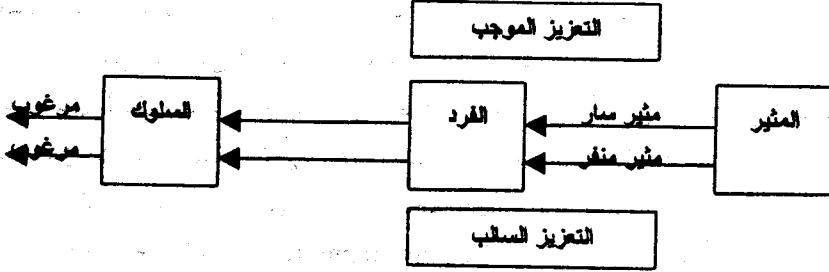 التعزيز الموجب
المثير
مثير سار
الفرد
السلوك
مرغوب
مثير منفر
مرغوب
التعزيز السالب